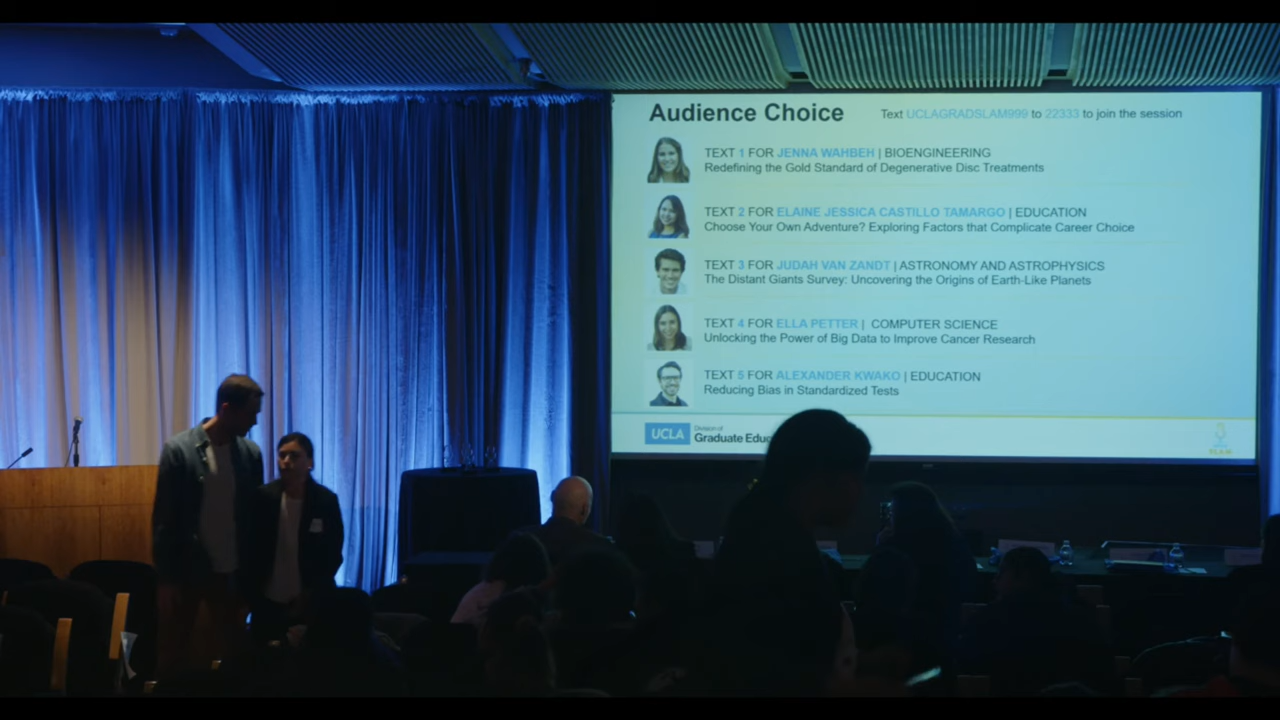 Audience Choice
Text UCLAGRADSLAM999 to 22333 to join the session
TEXT 1 FOR JENNA WAHBEH | BIOENGINEERING
Redefining the Gold Standard of Degenerative Disc Treatments
TEXT 2 FOR ELAINE JESSICA CASTILLO TAMARGO | EDUCATION
Choose Your Own Adventure? Exploring Factors that Complicate Career Choice
TEXT 3 FOR JUDAH VAN ZANDT | ASTRONOMY AND ASTROPHYSICS
The Distant Giants Survey: Uncovering the Origins of Earth-Like Planets
TEXT 4 FOR ELLA PETTER | COMPUTER SCIENCE
Unlocking the Power of Big Data to Improve Cancer Research
TEXT 5 FOR ALEXANDER KWAKO | EDUCATION
Reducing Bias in Standardized Tests
UCLA
Division of
Graduate Educ
SLAM